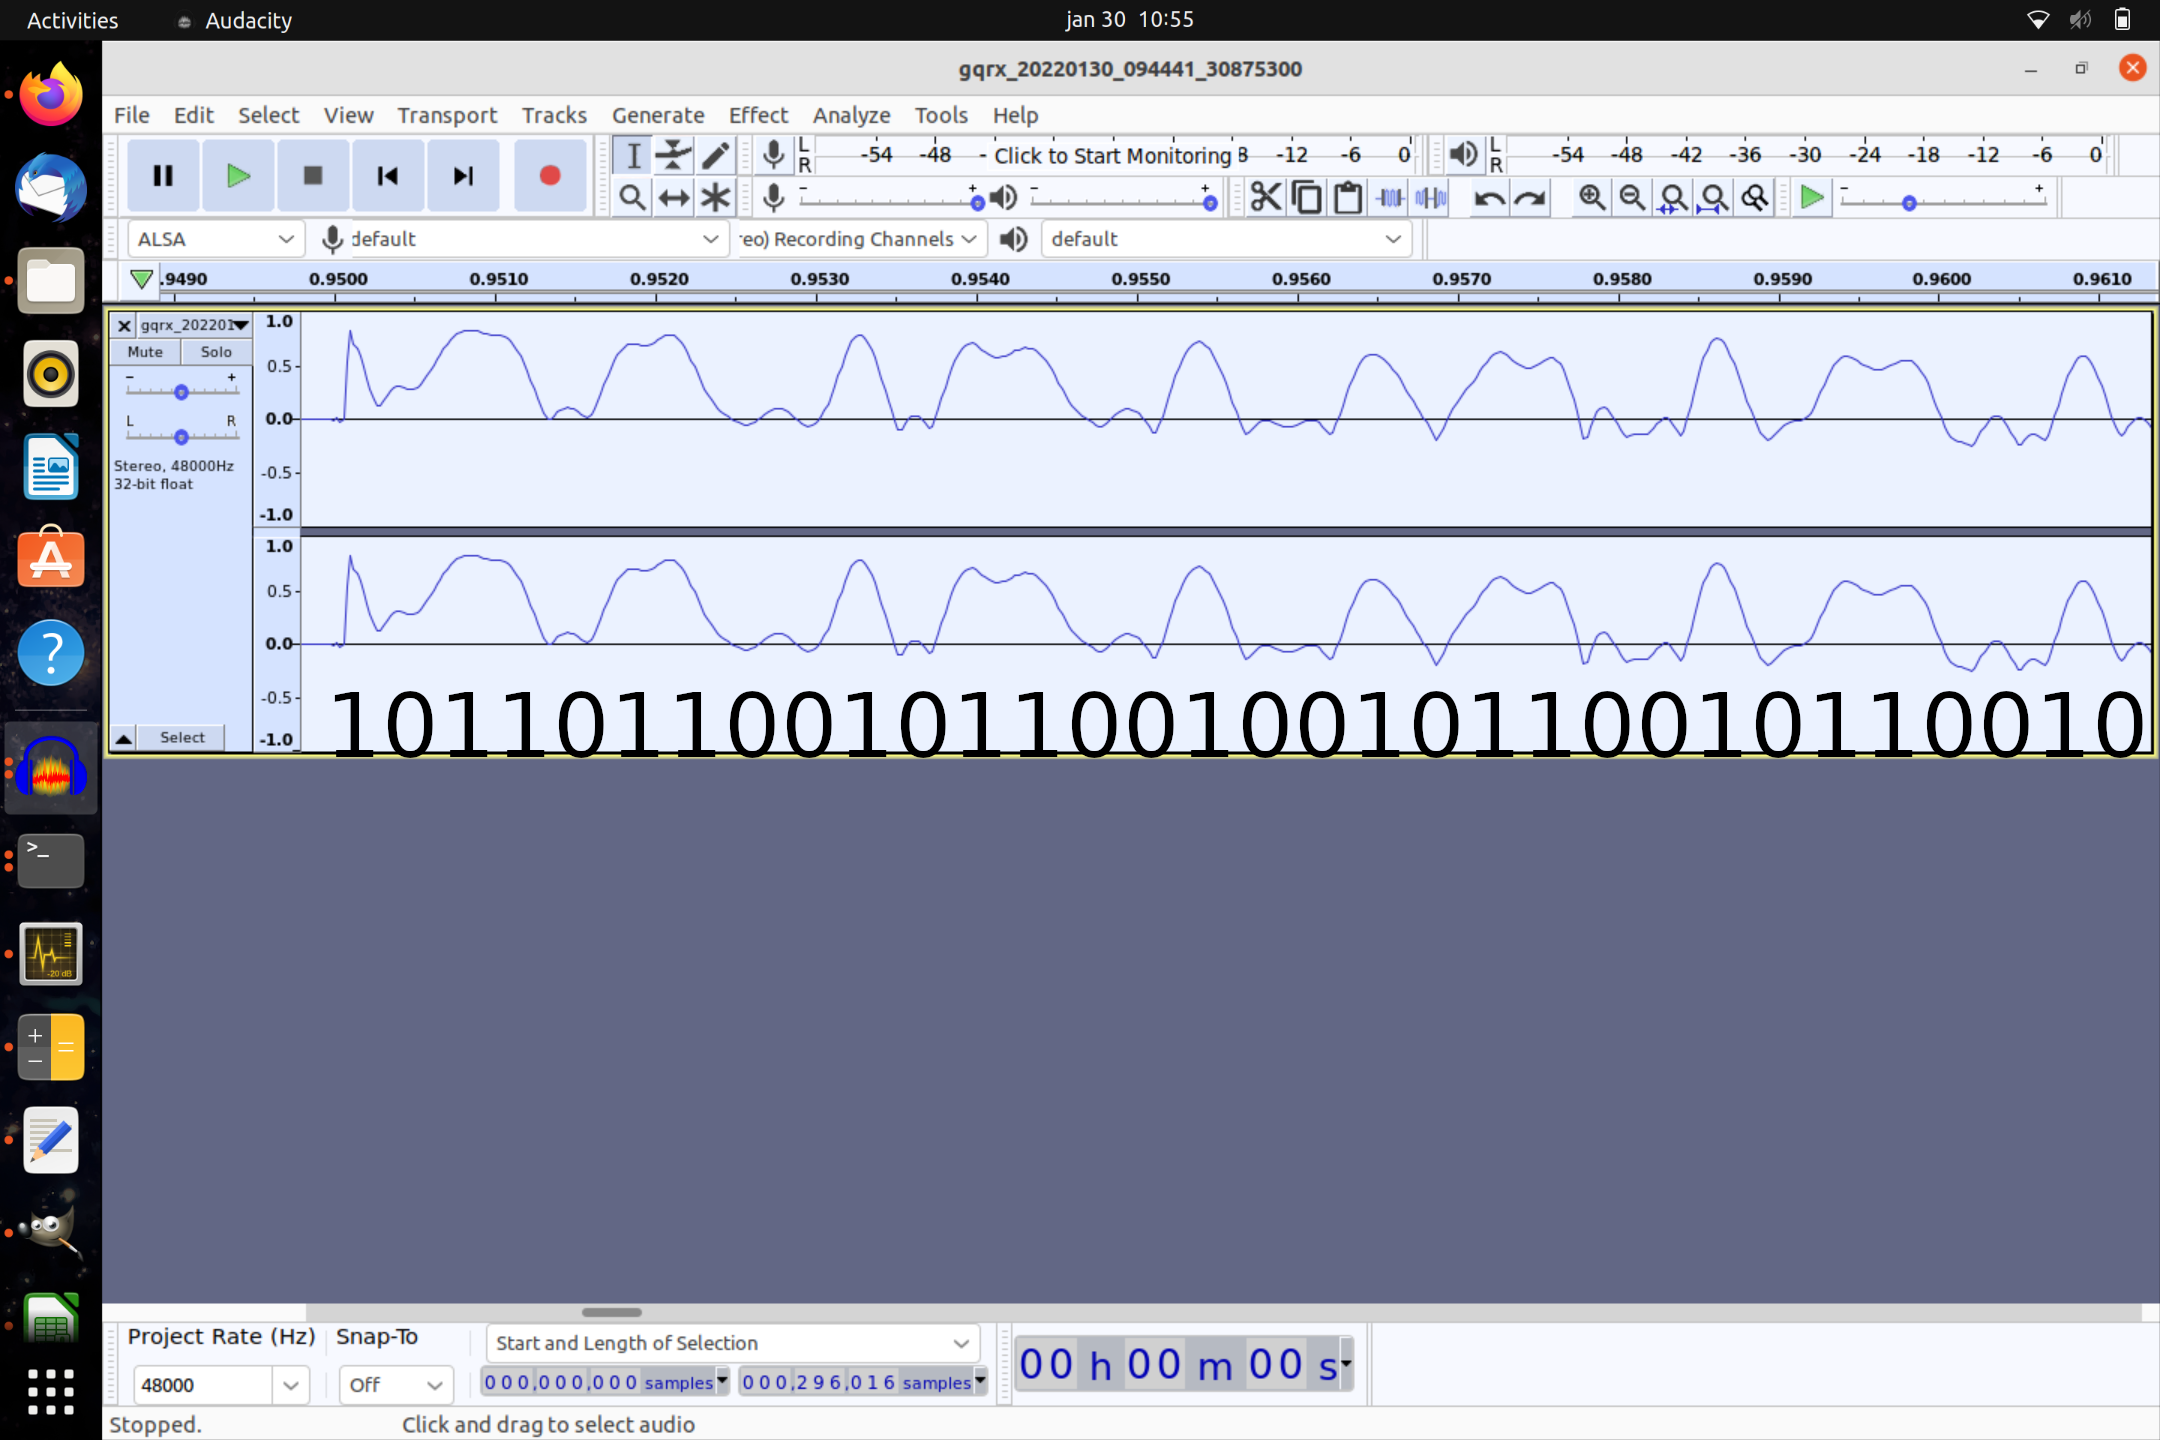 Activities Audacity jan 30 10:55
gqrx_20220130_094441_30875300
File Edit Select View Transport Tracks Generate Effect Analyze Tools Help
L R -54 -48 - Click to Start Monitoring 8 -12 -6 0 L R -54 -48 -42 -36 -30 -24 -18 -12 -6 0
- + - + - +
ALSA default reo) Recording Channels default
.9490 0.9500 0.9510 0.9520 0.9530 0.9540 0.9550 0.9560 0.9570 0.9580 0.9590 0.9600 0.9610
gqrx_202201
Mute Solo
- +
L R
Stereo, 48000Hz
32-bit float
1.0
0.5
0.0
-0.5
-1.0
1.0
0.5
0.0
-0.5
-1.0
10110110010110010010110010110010
Select
Project Rate (Hz) Snap-To Start and Length of Selection
48000 Off 000,000,000 samples 000,296,016 samples 00 h 00 m 00 s
Stopped. Click and drag to select audio